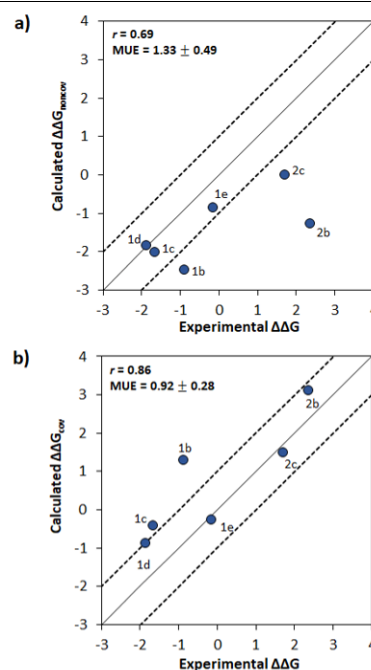 a)
r = 0.69
MUE = 1.33 ± 0.49
Calculated ΔΔGnoncov
4
3
2
1
0
-1
-2
-3
2c
1e
2b
1d
1c
1b
-3 -2 -1 0 1 2 3 4
Experimental ΔΔG
b)
r = 0.86
MUE = 0.92 ± 0.28
Calculated ΔΔGcov
4
3
2
1
0
-1
-2
-3
2b
1b
2c
1c
1e
1d
-3 -2 -1 0 1 2 3 4
Experimental ΔΔG